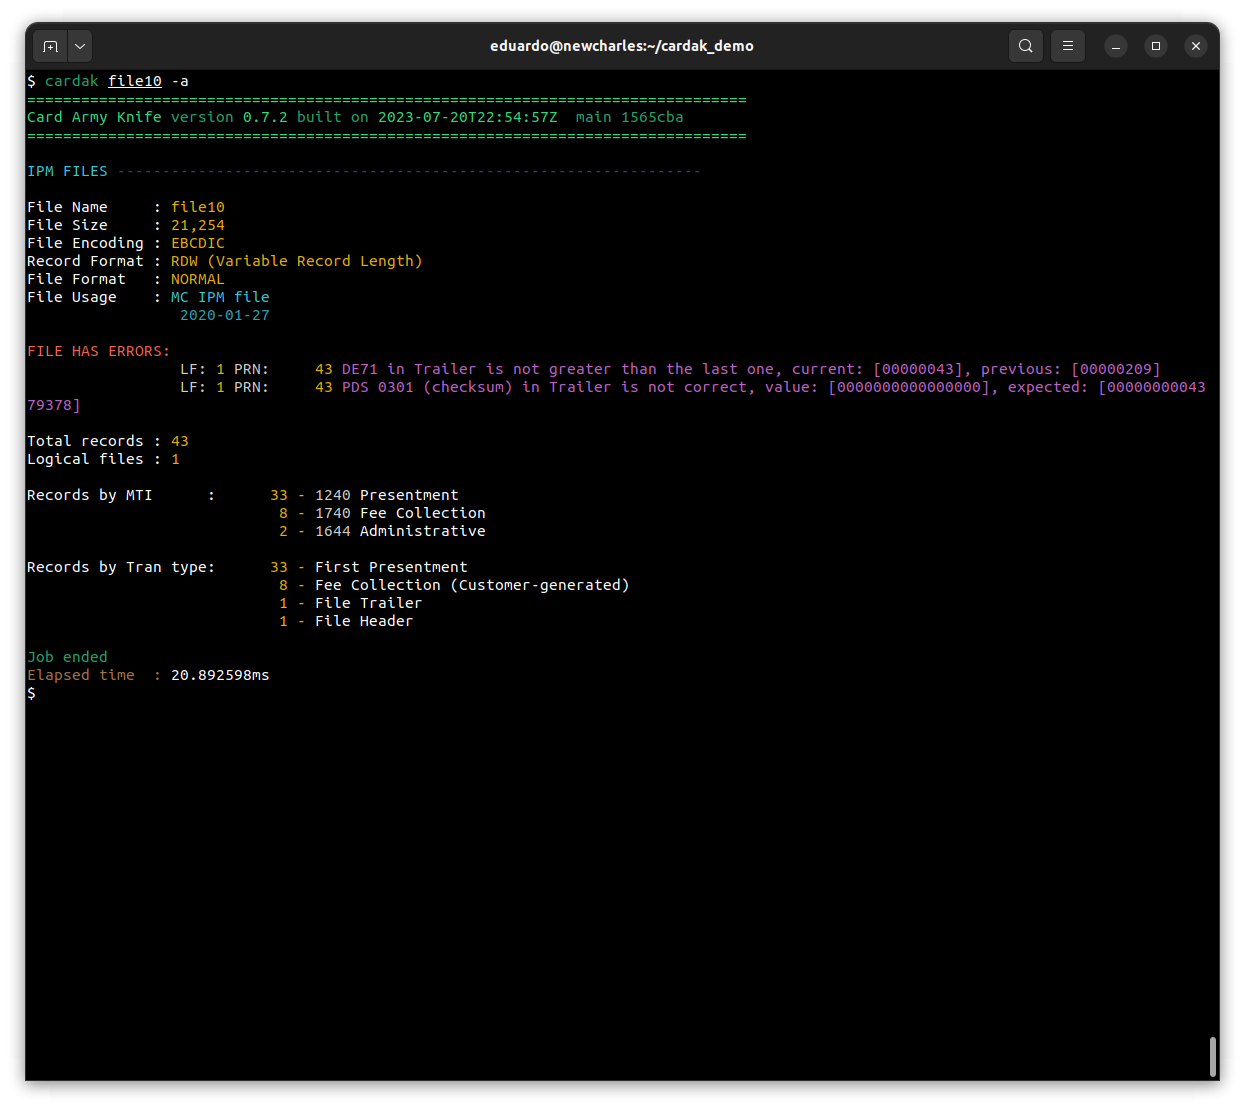 eduardo@newcharles:~/cardak_demo
$ cardak file10 -a
================================================================================
Card Army Knife version 0.7.2 built on 2023-07-20T22:54:57Z  main 1565cba
================================================================================
IPM FILES -----------------------------------------------------------------
File Name     : file10
File Size     : 21,254
File Encoding : EBCDIC
Record Format : RDW (Variable Record Length)
File Format   : NORMAL
File Usage    : MC IPM file
                 2020-01-27
FILE HAS ERRORS:
                 LF: 1 PRN:     43 DE71 in Trailer is not greater than the last one, current: [00000043], previous: [00000209]
                 LF: 1 PRN:     43 PDS 0301 (checksum) in Trailer is not correct, value: [0000000000000000], expected: [00000000043
79378]
Total records : 43
Logical files : 1
Records by MTI      :      33 - 1240 Presentment
                            8 - 1740 Fee Collection
                            2 - 1644 Administrative
Records by Tran type:      33 - First Presentment
                            8 - Fee Collection (Customer-generated)
                            1 - File Trailer
                            1 - File Header
Job ended
Elapsed time  : 20.892598ms
$